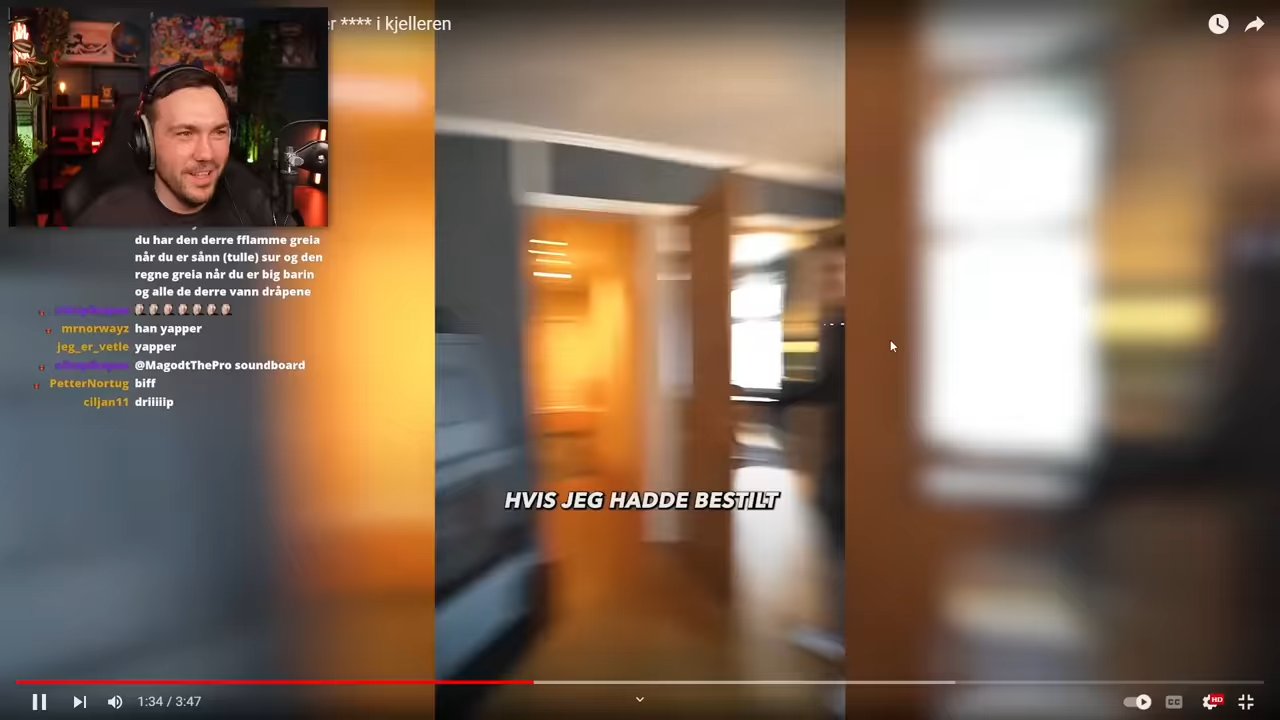 er **** i kjelleren
du har den derre fflamme greia
når du er sånn (tulle) sur og den
regne greia når du er big barin
og alle de derre vann dråpene
mrnorwayz han yapper
jeg_er_vetle yapper
@MagodtThePro soundboard
PetterNortug biff
ciljan11 driiiiip
HVIS JEG HADDE BESTILT
1:34 / 3:47
CC
HD